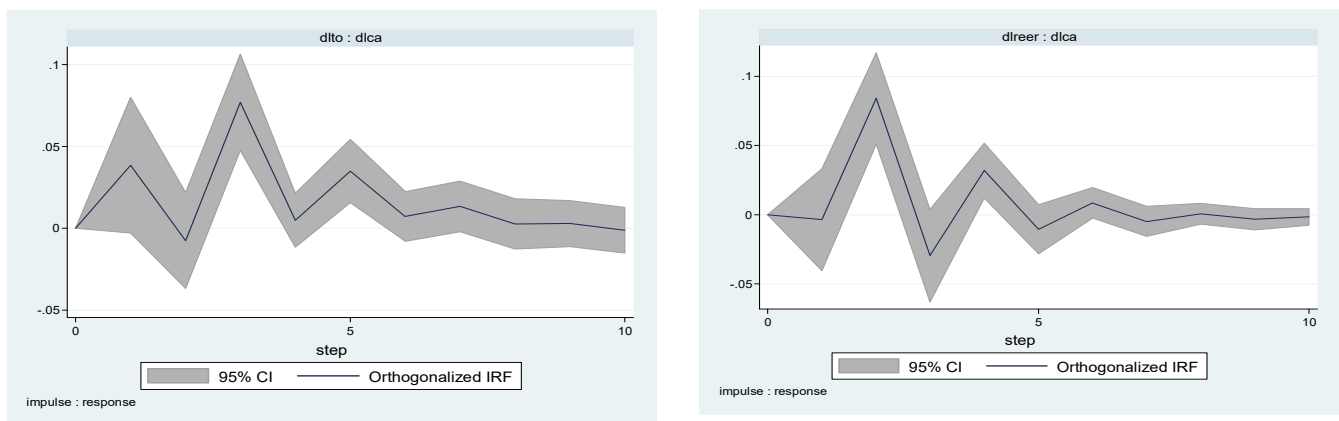 dlto : dlca
.1
.05
0
-.05
0
5
10
step
95% CI
Orthogonalized IRF
impulse : response
dlreer : dlca
.1
.05
0
-.05
0
5
10
step
95% CI
Orthogonalized IRF
impulse : response